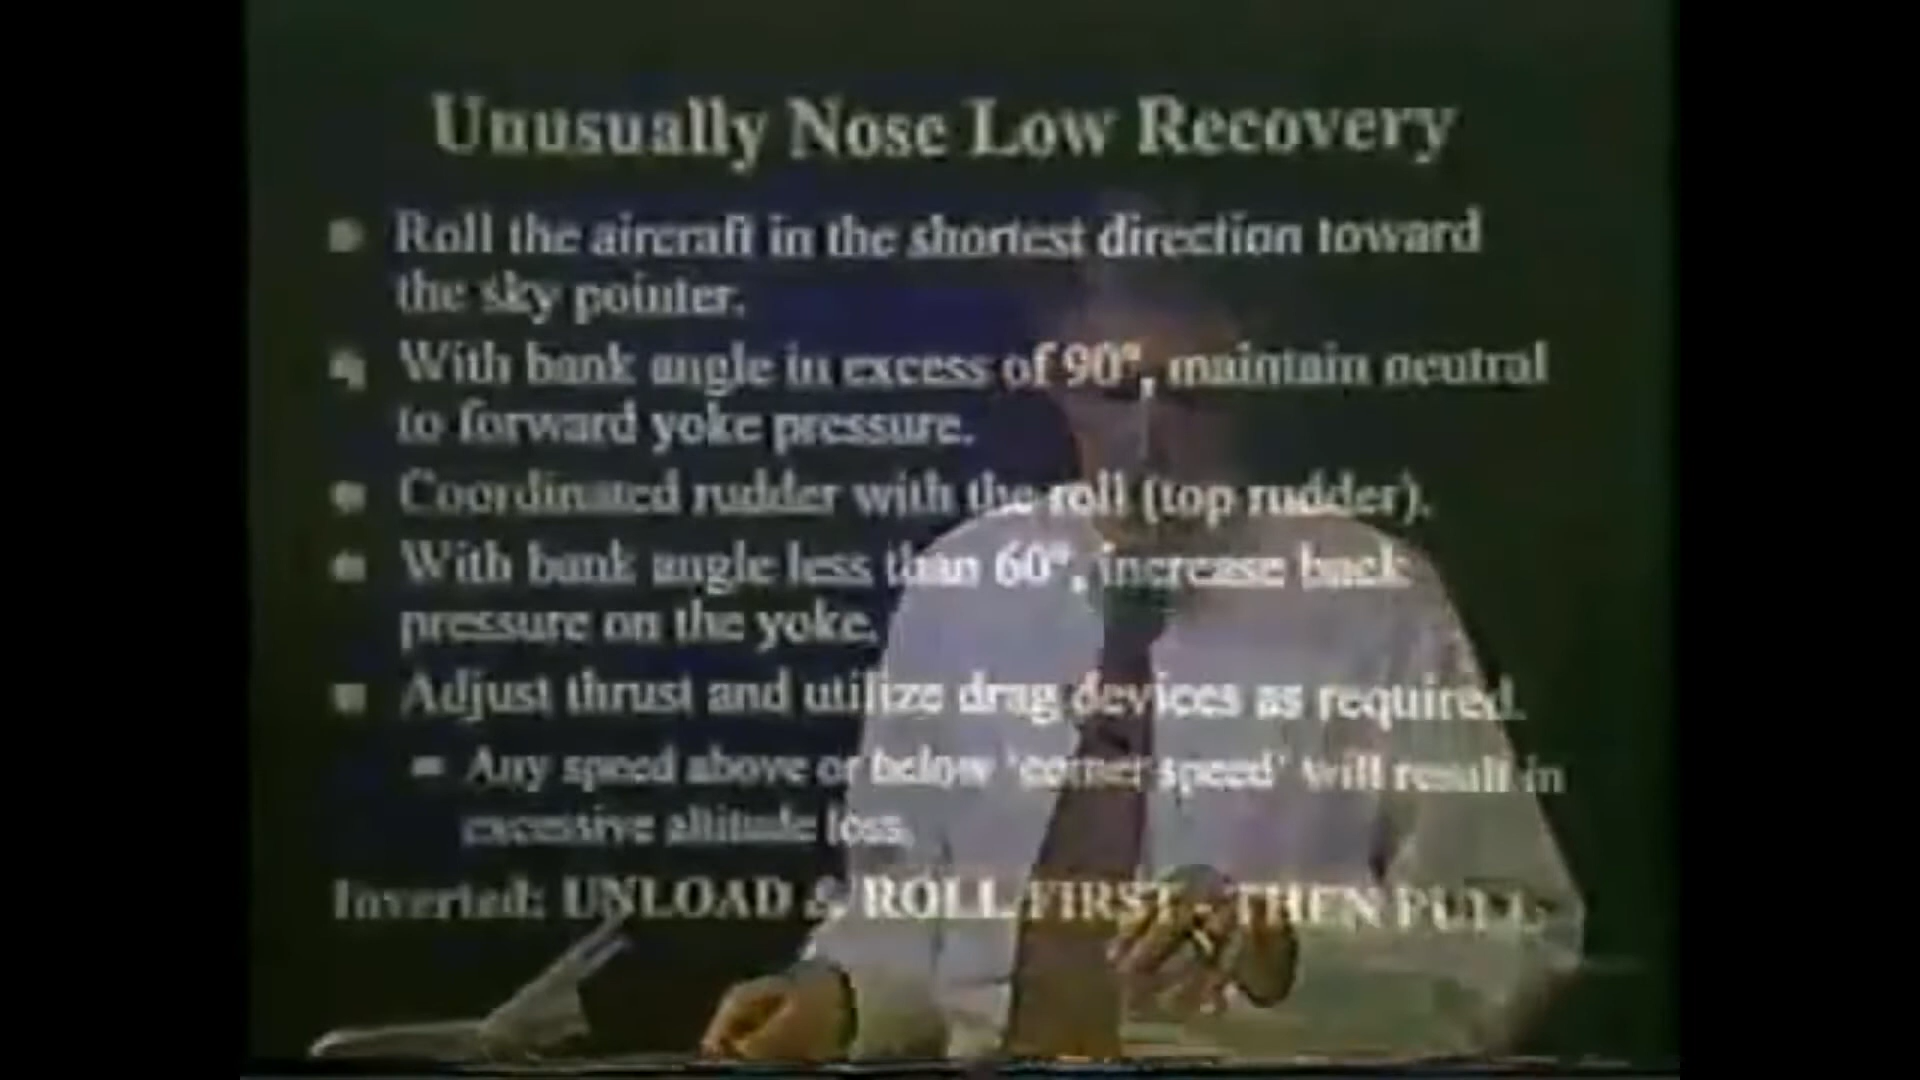 Unusually Nose Low Recovery
Roll the aircraft in the shortest direction toward
the sky pointer.
With bank angle in excess of 90°, maintain neutral
to forward yoke pressure.
Coordinated rudder with the roll (top rudder).
With bank angle less than 60°, increase back
pressure on the yoke.
Adjust thrust and utilize drag devices as required.
Any speed above or below 'corner speed' will result in
excessive altitude loss.
Inverted: UNLOAD & ROLL FIRST - THEN PULL.